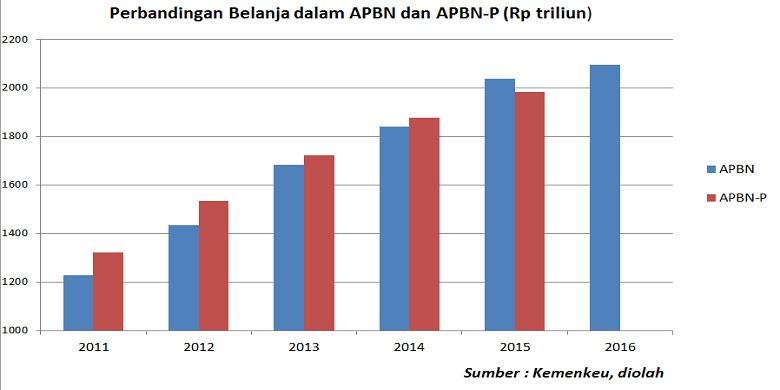 Perbandingan Belanja dalam APBN dan APBN-P (Rp triliun)
2200
2000
1800
1600
1400
1200
1000
2011 2012 2013 2014 2015 2016
APBN
APBN-P
Sumber : Kemenkeu, diolah